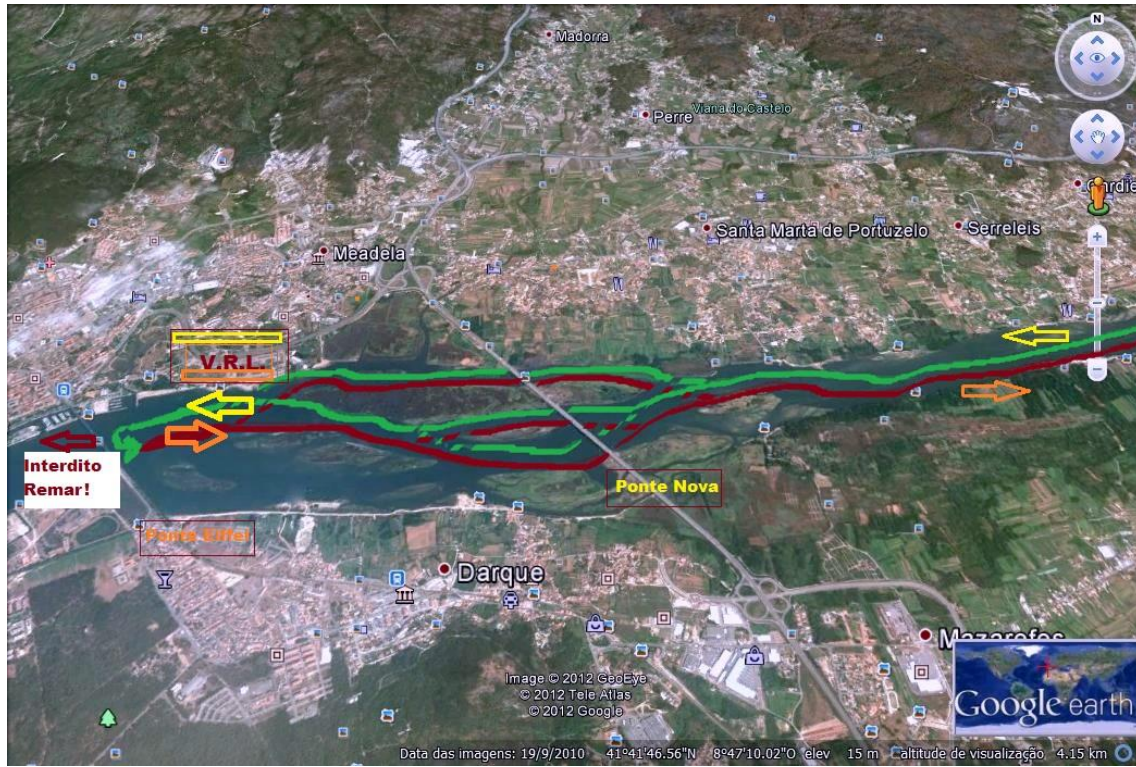 N
Madorra
Viana do Castelo
Perre
Santa Marta de Portuzelo
Serreleis
Meadela
V.R.L.
Interdito
Remar!
Ponte Nova
Ponte Eiffel
Darque
Mazarefes
Image © 2012 GeoEye
© 2012 Tele Atlas
© 2012 Google
Google earth
Data das imagens: 19/9/2010 41°41'46.56"N 8°47'10.02"O elev 15 m altitude de visualização 4.15 km